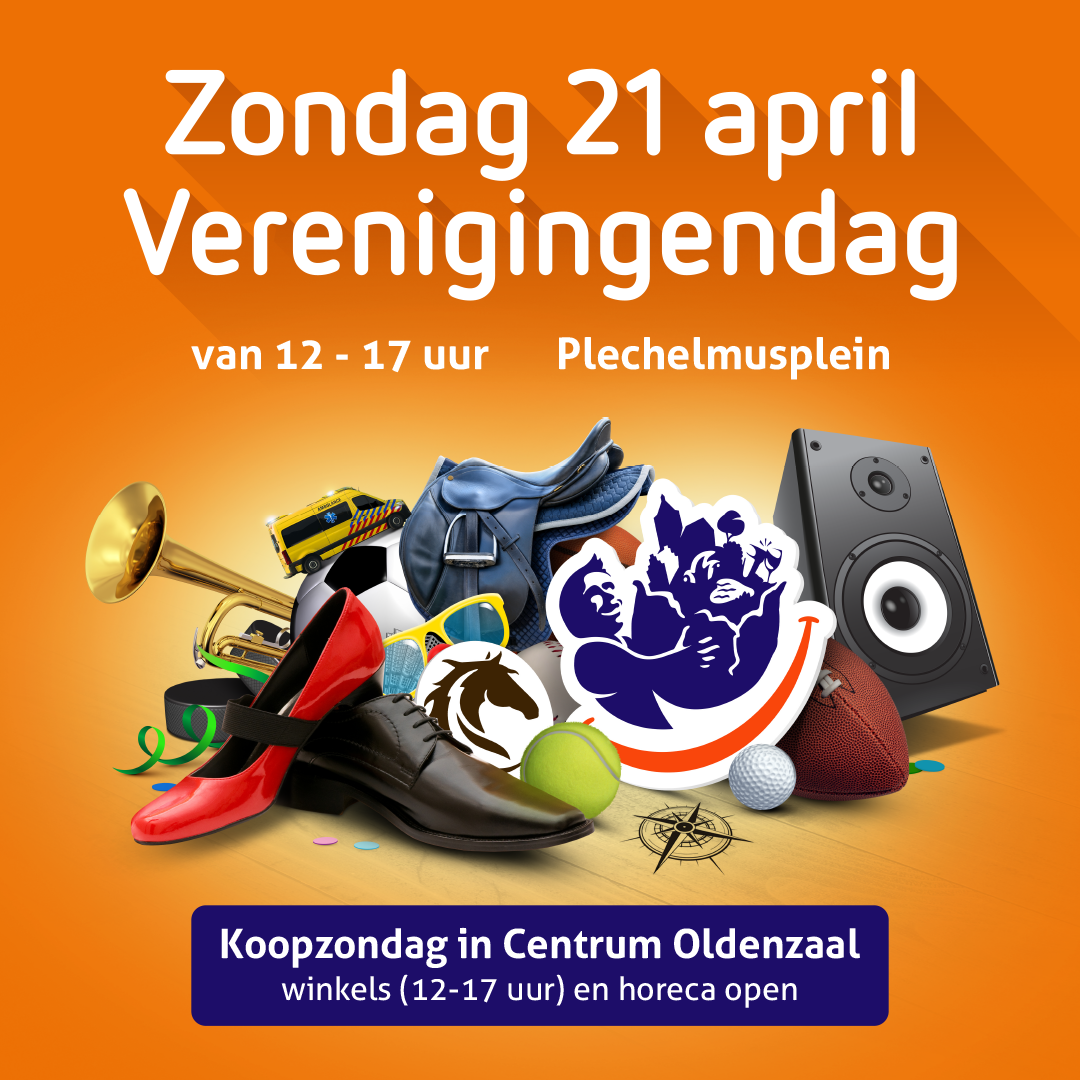 Zondag 21 april
Verenigingendag
van 12 - 17 uur Plechelmusplein
AMBULANCE
Koopzondag in Centrum Oldenzaal
winkels (12-17 uur) en horeca open